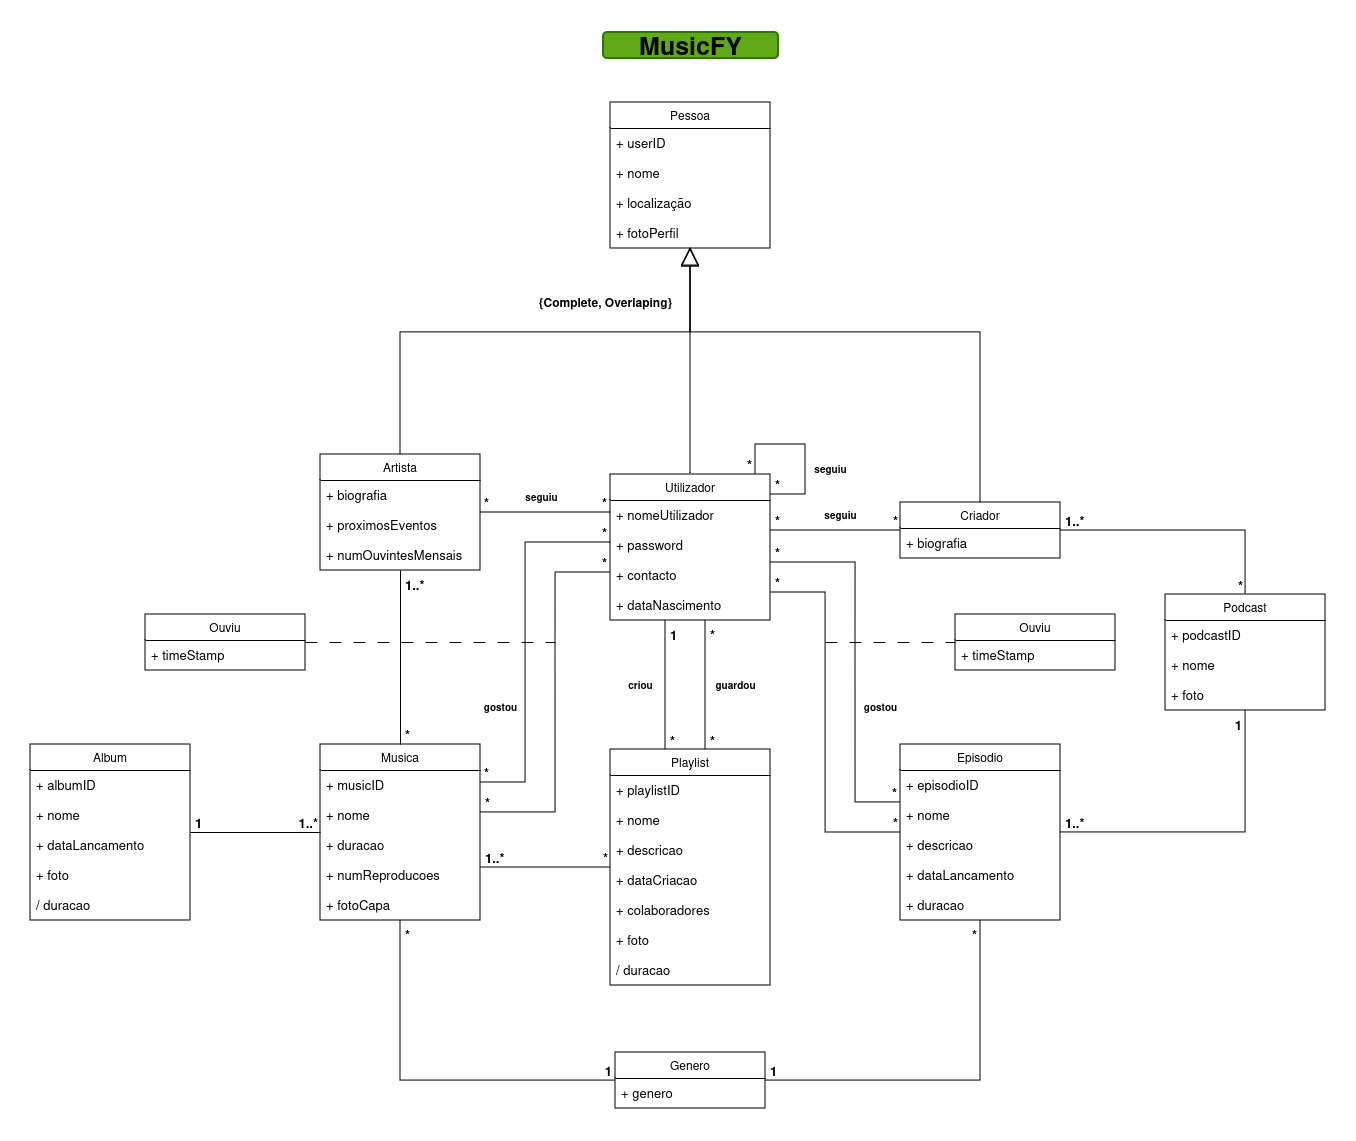 MusicFY
Pessoa
+ userID
+ nome
+ localização
+ fotoPerfil
{Complete, Overlaping}
Artista
+ biografia
+ proximosEventos
+ numOuvintesMensais
* seguiu *
Utilizador
+ nomeUtilizador
+ password
+ contacto
+ dataNascimento
*
*
seguiu
* seguiu *
Criador
+ biografia
1..*
*
*
*
*
*
1..*
Ouviu
+ timeStamp
1
*
criou
guardou
*
*
gostou
Ouviu
+ timeStamp
gostou
Podcast
+ podcastID
+ nome
+ foto
1
*
Album
+ albumID
+ nome
+ dataLancamento
+ foto
/ duracao
1
1..*
Musica
+ musicID
+ nome
+ duracao
+ numReproducoes
+ fotoCapa
*
*
1..*
*
Playlist
+ playlistID
+ nome
+ descricao
+ dataCriacao
+ colaboradores
+ foto
/ duracao
*
*
Episodio
+ episodioID
+ nome
+ descricao
+ dataLancamento
+ duracao
1..*
*
*
1
Genero
+ genero
1